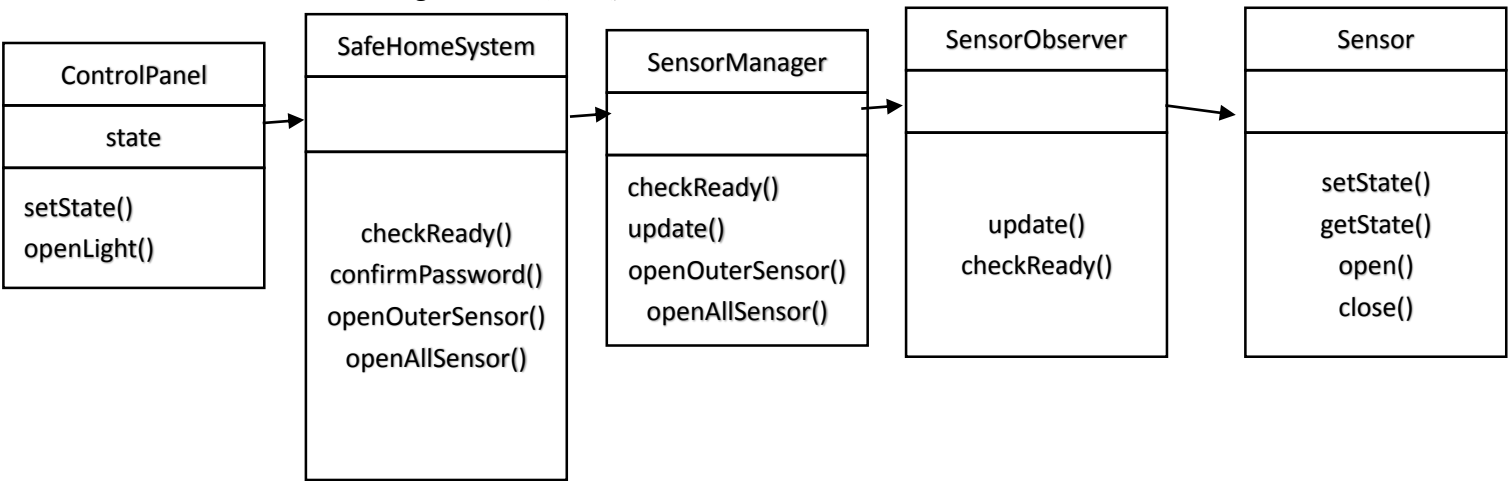 ControlPanel
state
setState()
openLight()
SafeHomeSystem
checkReady()
confirmPassword()
openOuterSensor()
openAllSensor()
SensorManager
checkReady()
update()
openOuterSensor()
openAllSensor()
SensorObserver
update()
checkReady()
Sensor
setState()
getState()
open()
close()